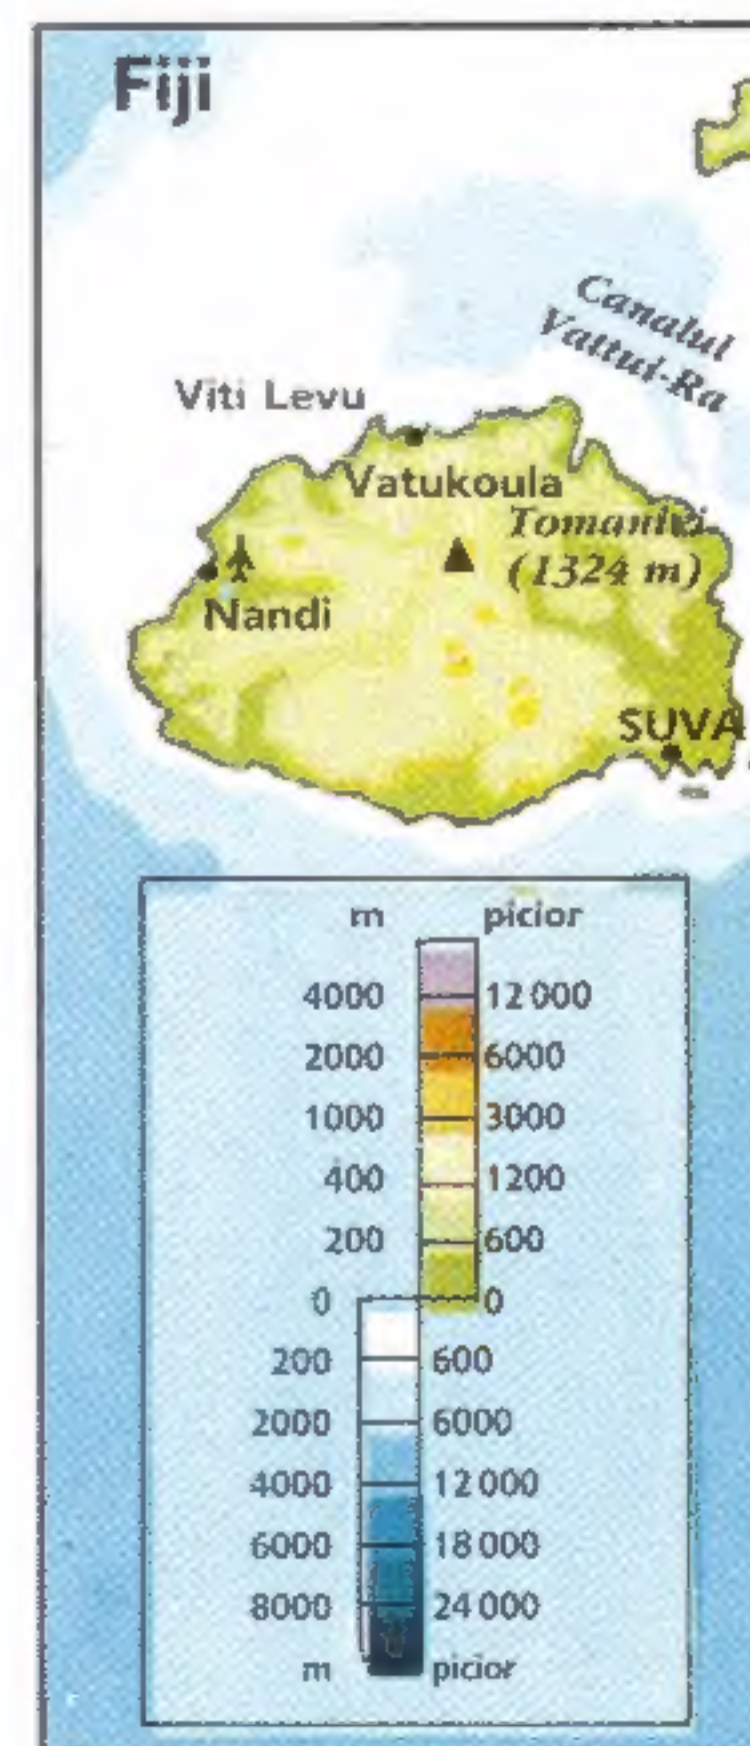 Fiji
Canalul
Vattui-Ra
Viti Levu
Vatukoula
(1324 m)
Nandi
SUVA
m picior
4000 12 000
2000 6000
1000 3000
400 1200
200 600
0 0
200 600
2000 6000
4000 12 000
6000 18 000
8000 24 000
m picior